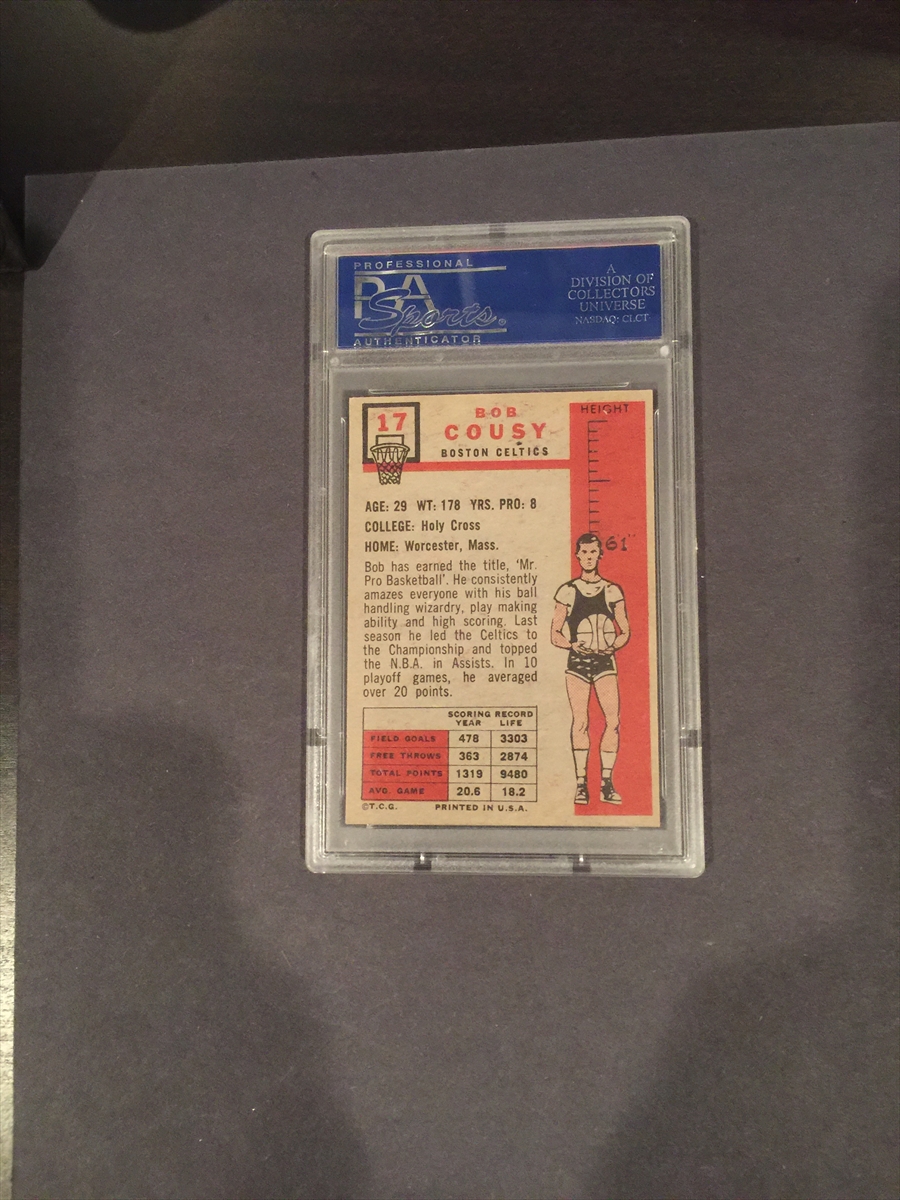 PROFESSIONAL
PSA
Sports
AUTHENTICATOR
A
DIVISION OF
COLLECTORS
UNIVERSE
NASDAQ: CLCT
17
BOB
COUSY
BOSTON CELTICS
HEIGHT
61"
AGE: 29 WT: 178 YRS. PRO: 8
COLLEGE: Holy Cross
HOME: Worcester, Mass.
Bob has earned the title, 'Mr.
Pro Basketball'. He consistently
amazes everyone with his ball
handling wizardry, play making
ability and high scoring. Last
season he led the Celtics to
the Championship and topped
the N.B.A. in Assists. In 10
playoff games, he averaged
over 20 points.
SCORING RECORD
YEAR LIFE
FIELD GOALS 478 3303
FREE THROWS 363 2874
TOTAL POINTS 1319 9480
AVG. GAME 20.6 18.2
©T.C.G. PRINTED IN U.S.A.